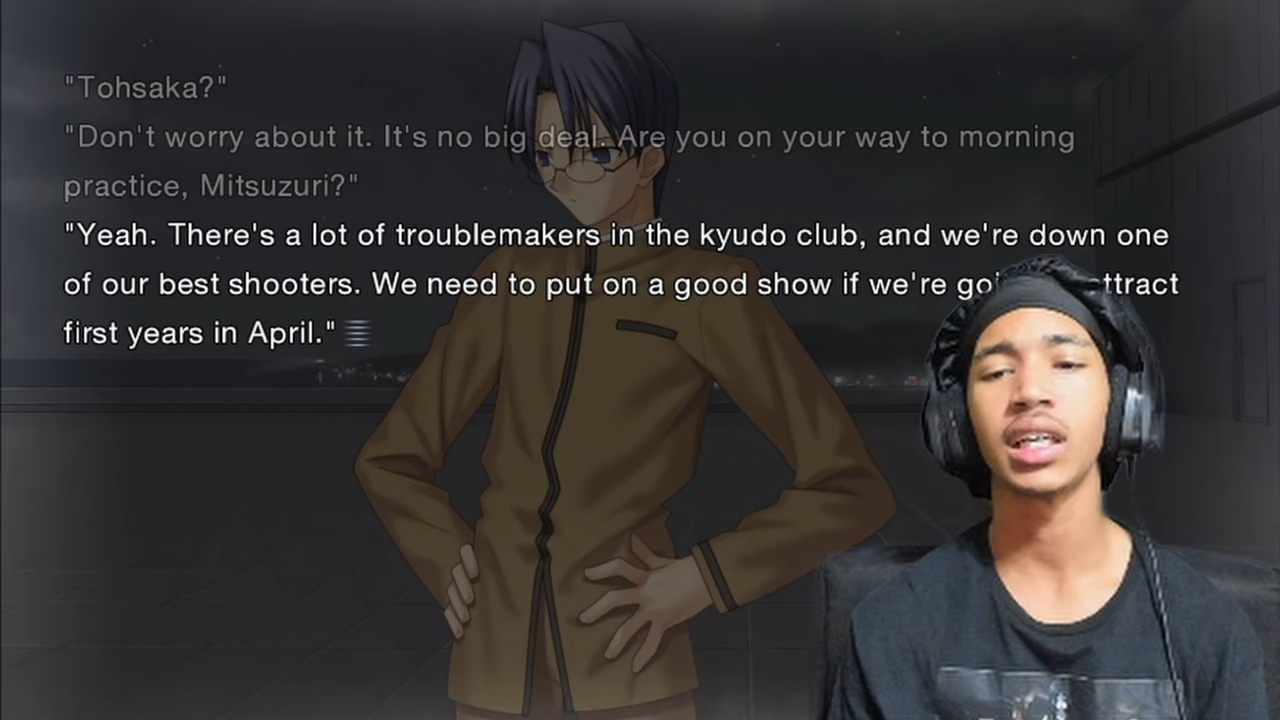 "Tohsaka?"
"Don't worry about it. It's no big deal. Are you on your way to morning
practice, Mitsuzuri?"
"Yeah. There's a lot of troublemakers in the kyudo club, and we're down one
of our best shooters. We need to put on a good show if we're
first years in April."